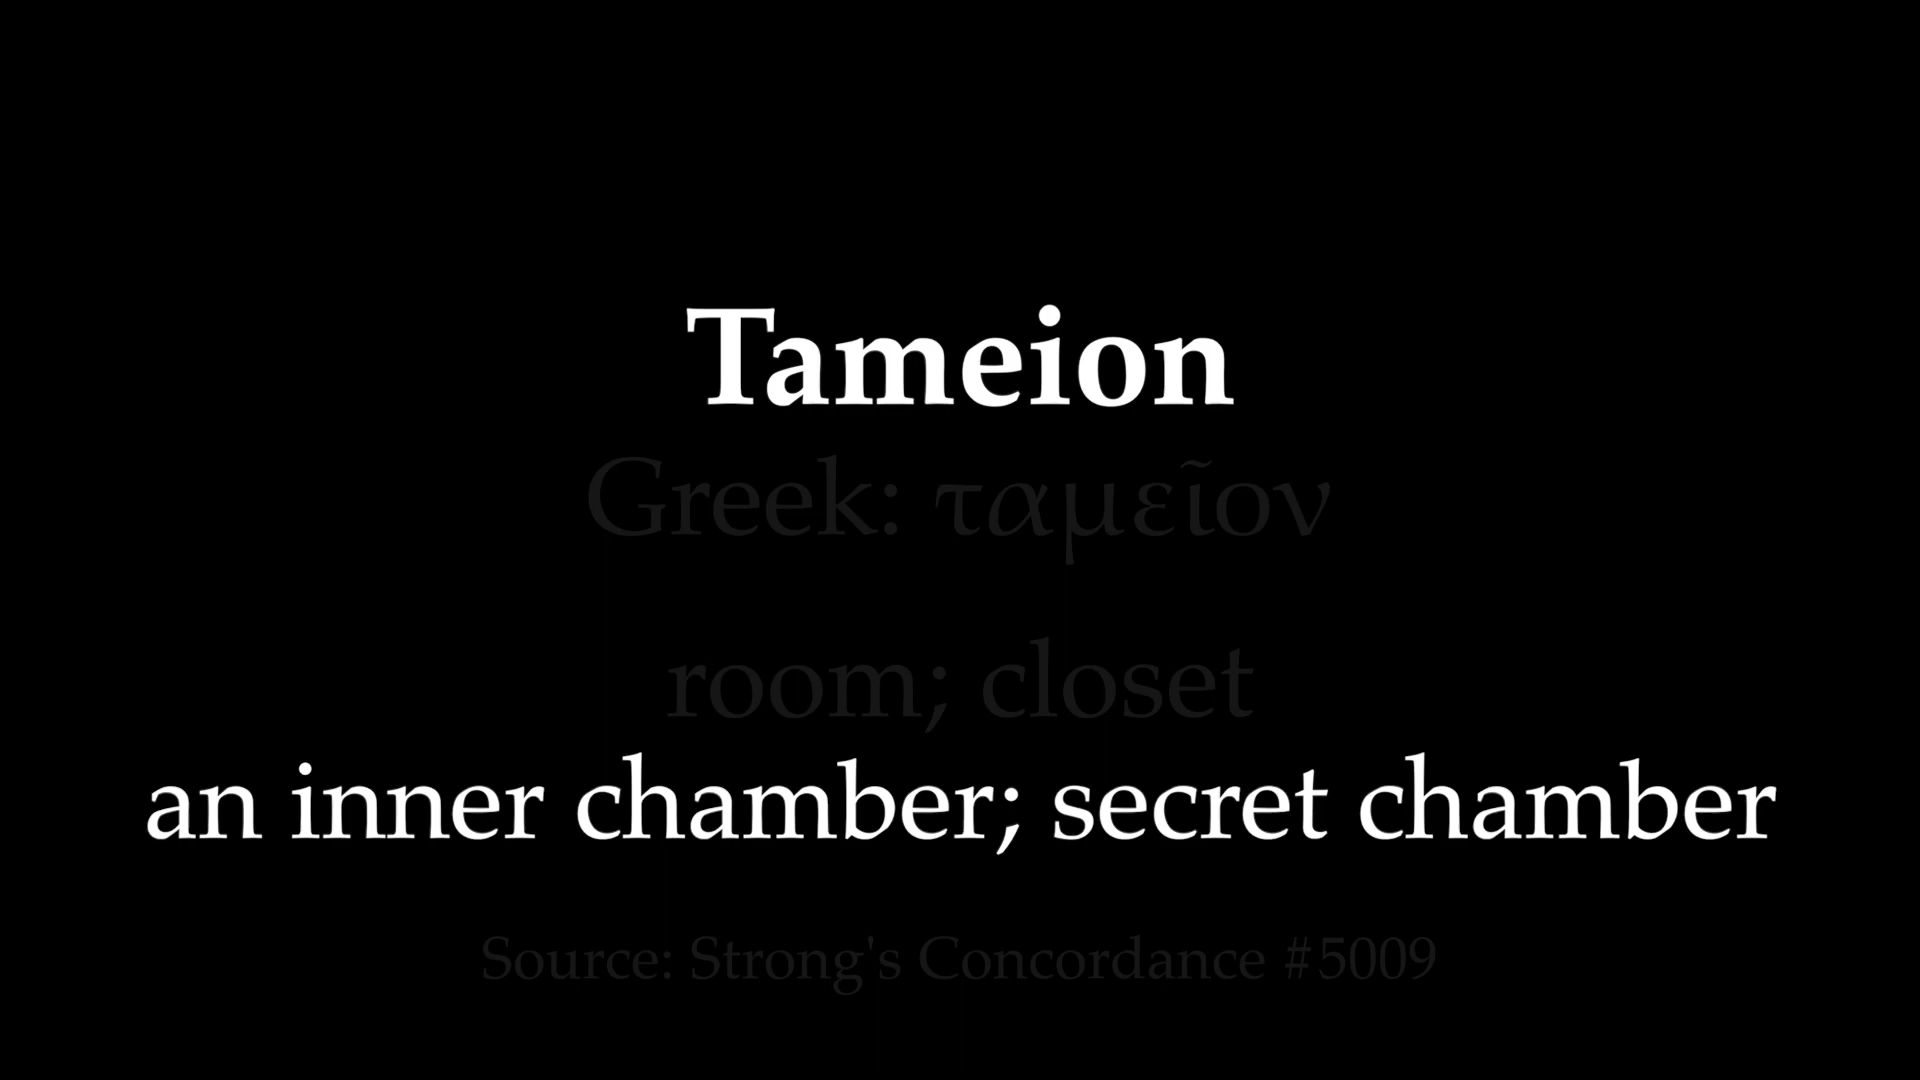 Tameion
Greek: ταμεῖον
room; closet
an inner chamber; secret chamber
Source: Strong's Concordance #5009